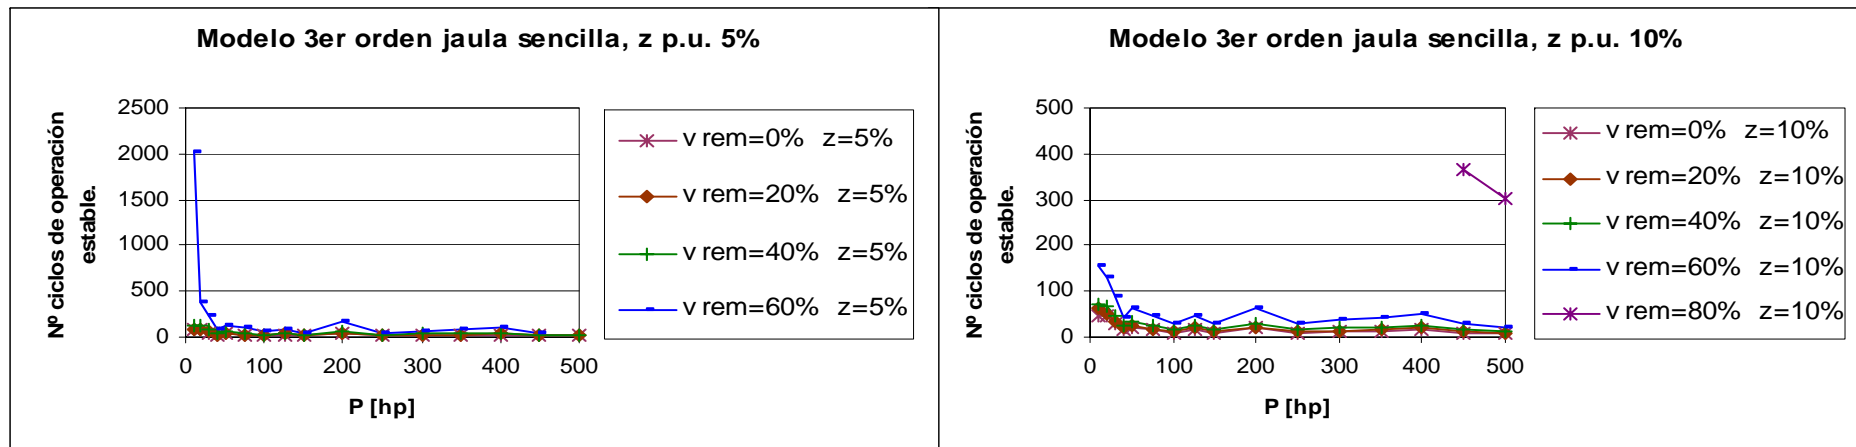 Modelo 3er orden jaula sencilla, z p.u. 5%
Nº ciclos de operación
estable.
2500
2000
1500
1000
500
0
0 100 200 300 400 500
P [hp]
v rem=0% z=5%
v rem=20% z=5%
v rem=40% z=5%
v rem=60% z=5%
Modelo 3er orden jaula sencilla, z p.u. 10%
Nº ciclos de operación
estable.
500
400
300
200
100
0
0 100 200 300 400 500
P [hp]
v rem=0% z=10%
v rem=20% z=10%
v rem=40% z=10%
v rem=60% z=10%
v rem=80% z=10%